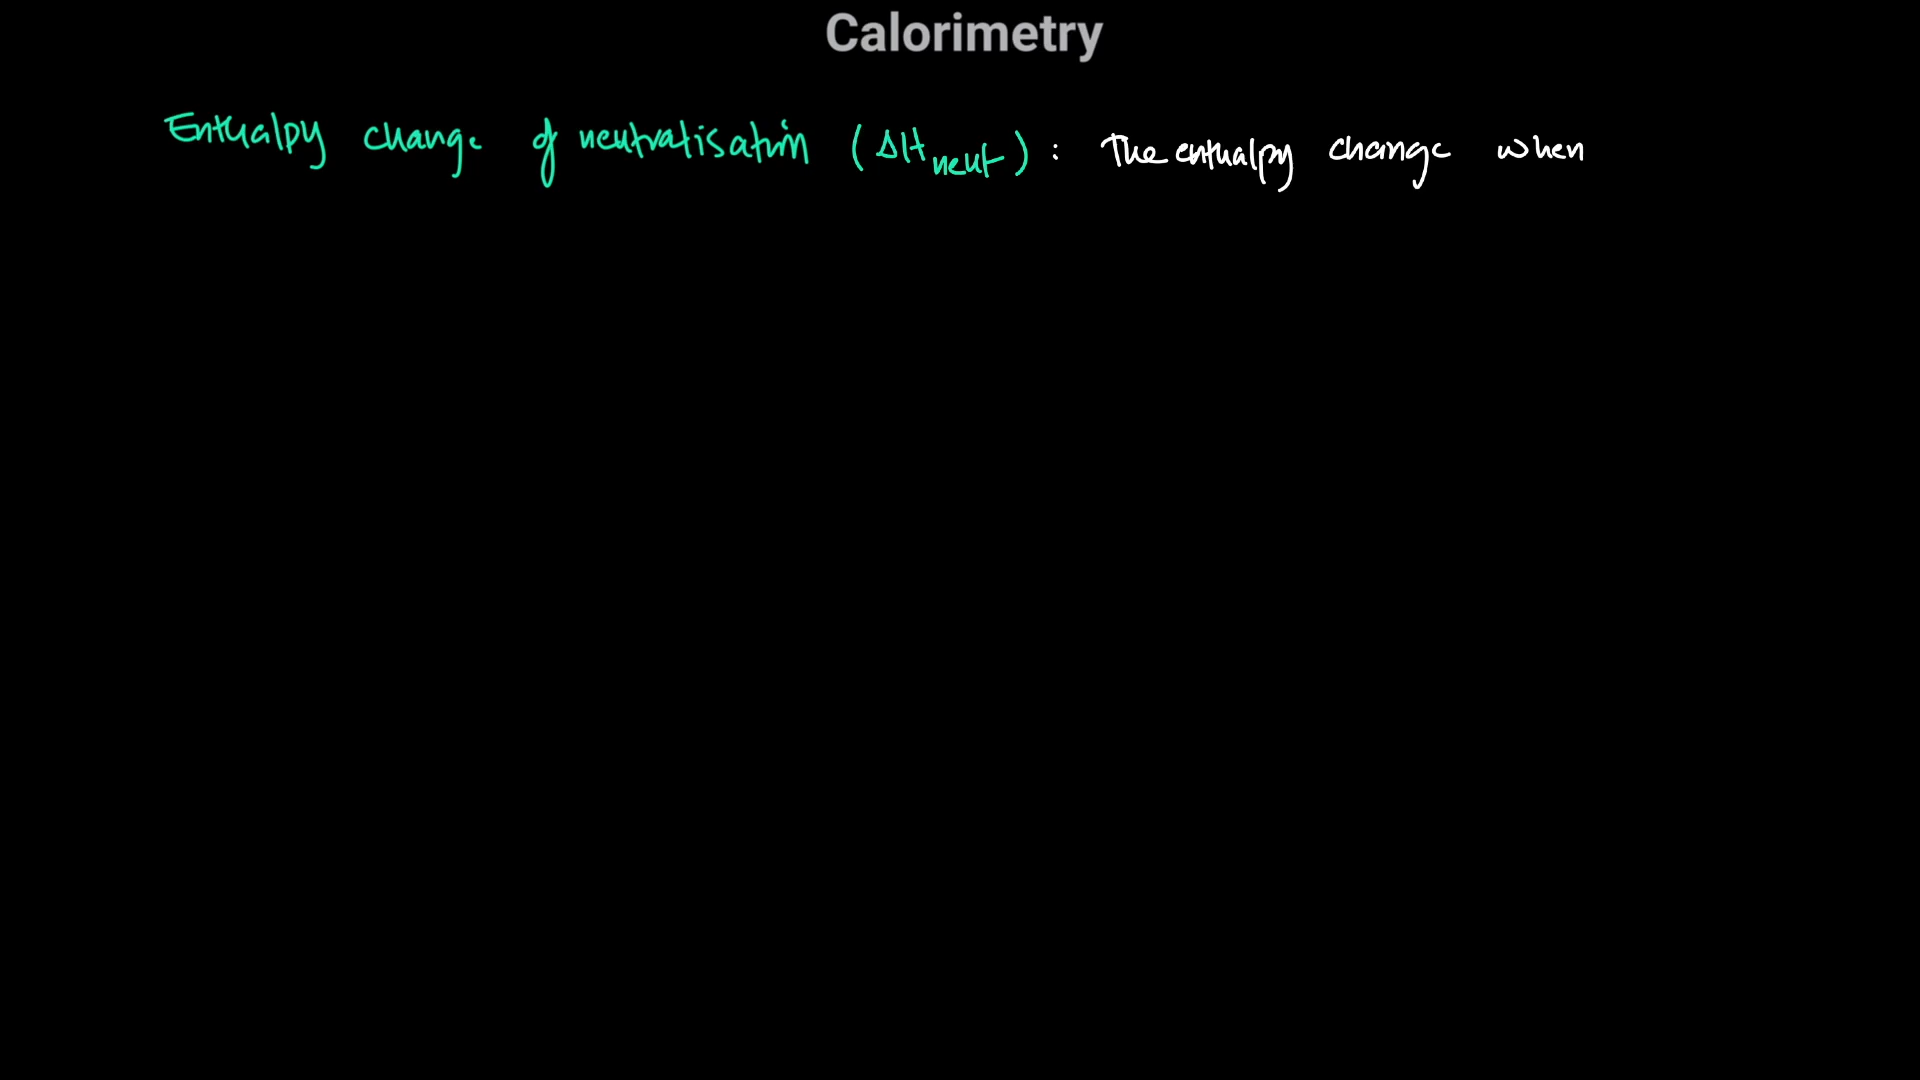 Calorimetry
Enthalpy change of neutralisation (ΔH neut) : The enthalpy change when